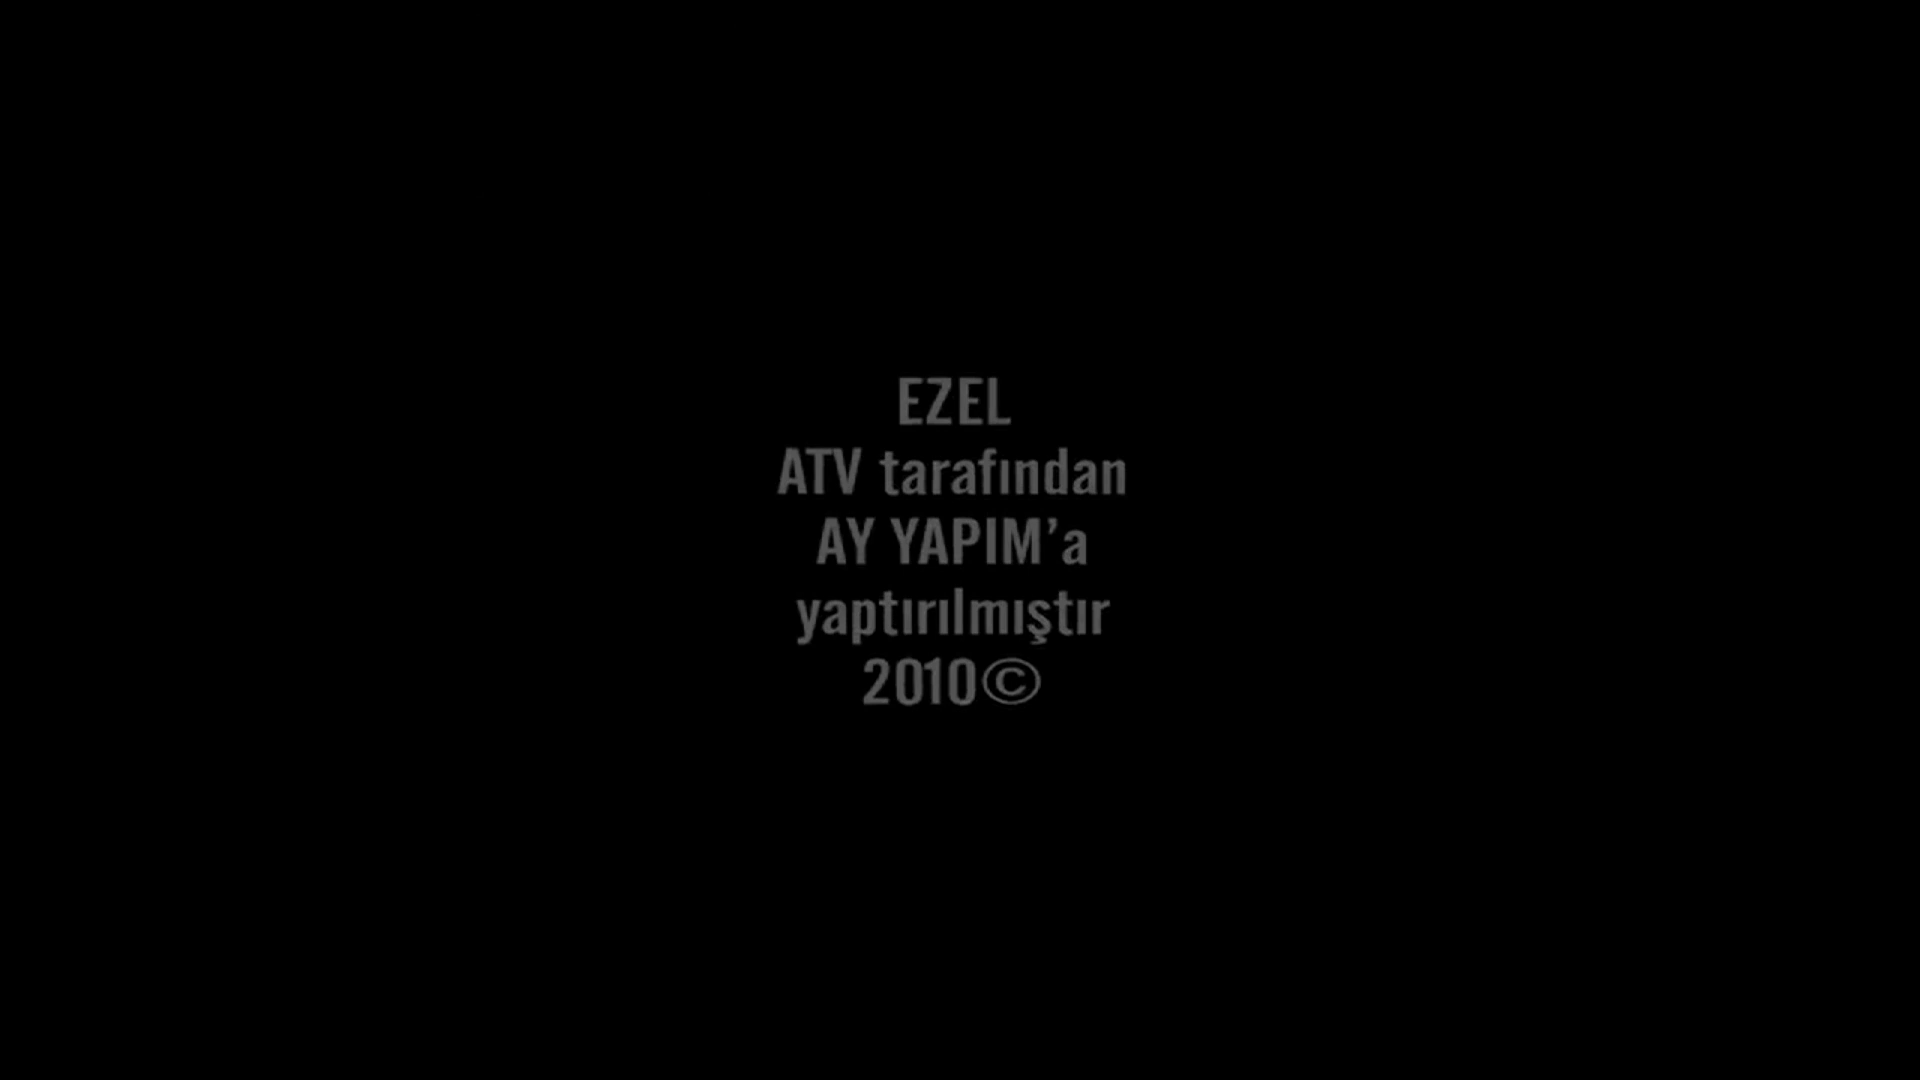 EZEL
ATV tarafından
AY YAPIM’a
yaptırılmıştır
2010©